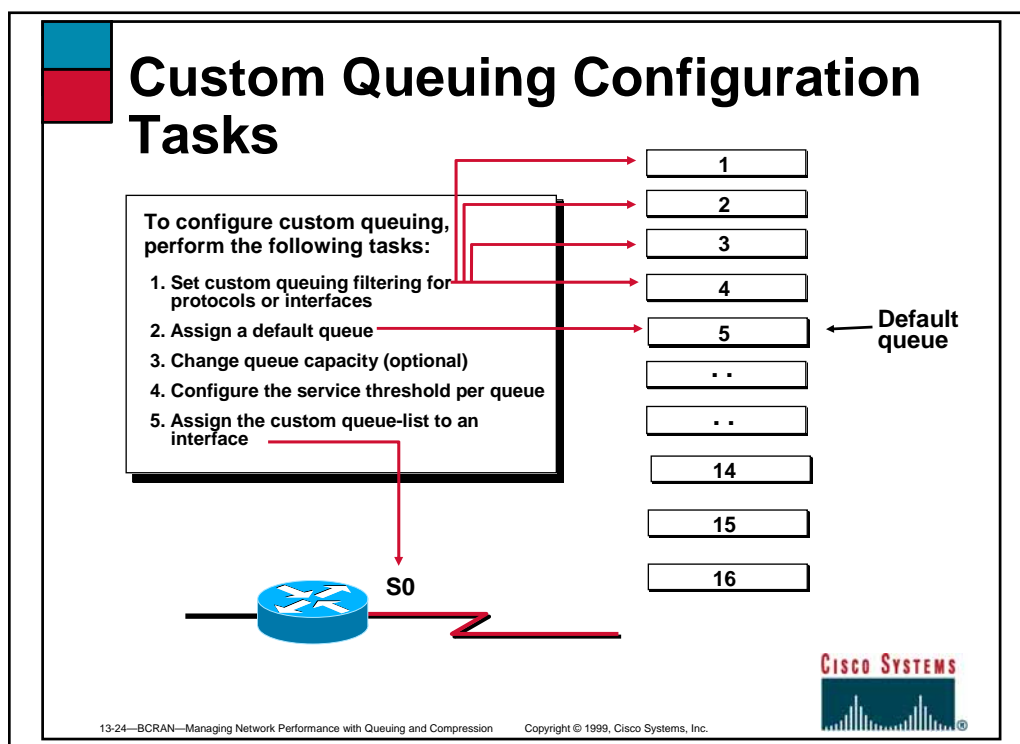 Custom Queuing Configuration
Tasks
To configure custom queuing,
perform the following tasks:
1. Set custom queuing filtering for
protocols or interfaces
2. Assign a default queue
3. Change queue capacity (optional)
4. Configure the service threshold per queue
5. Assign the custom queue-list to an
interface
1
2
3
4
5
. .
. .
14
15
16
Default
queue
S0
CISCO SYSTEMS
®
13-24—BCRAN—Managing Network Performance with Queuing and Compression Copyright © 1999, Cisco Systems, Inc.